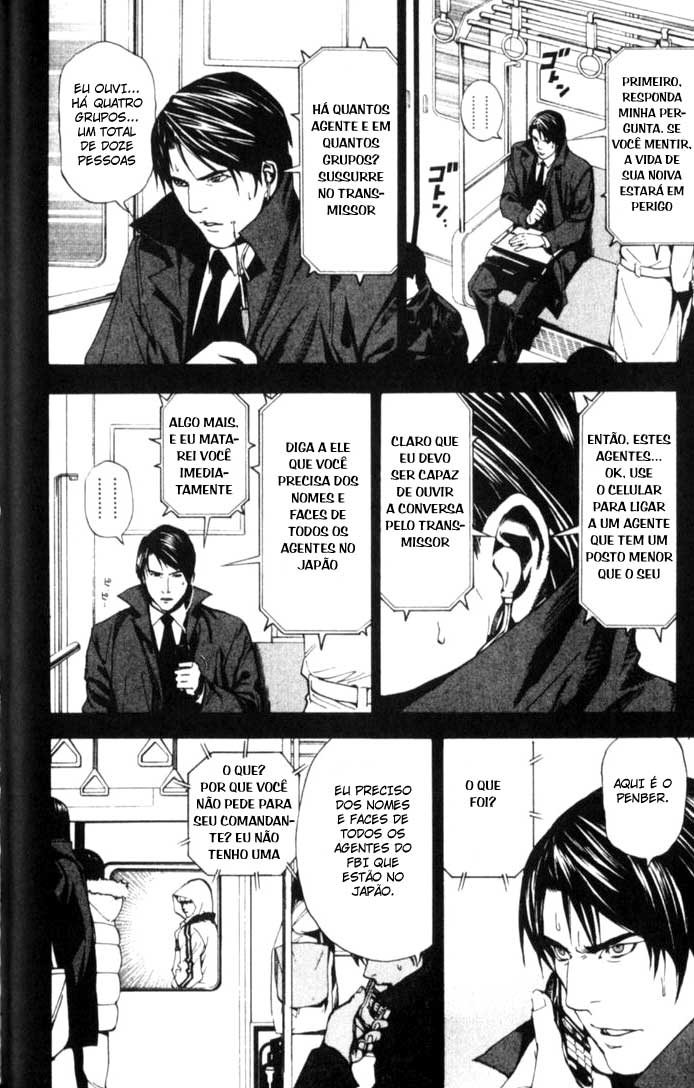 PRIMEIRO,
RESPONDA
MINHA PER-
GUNTA. SE
VOCÊ MENTIR,
A VIDA DE
SUA NOIVA
ESTARÁ EM
PERIGO
......
ゴトン
ゴトン
HÁ QUANTOS
AGENTE E EM
QUANTOS
GRUPOS?
SUSSURRE
NO TRANS-
MISSOR
EU OUVI...
HÁ QUATRO
GRUPOS...
UM TOTAL
DE DOZE
PESSOAS
ENTÃO, ESTES
AGENTES...
OK, USE
O CELULAR
PARA LIGAR
A UM AGENTE
QUE TEM UM
POSTO MENOR
QUE O SEU
CLARO QUE
EU DEVO
SER CAPAZ
DE OUVIR
A CONVERSA
PELO TRANS-
MISSOR
DIGA A ELE
QUE VOCÊ
PRECISA DOS
NOMES E
FACES DE
TODOS OS
AGENTES NO
JAPÃO
ALGO MAIS,
E EU MATA-
REI VOCÊ
IMEDIA-
TAMENTE
......
AQUI É O
PENBER.
O QUE
FOI?
EU PRECISO
DOS NOMES
E FACES DE
TODOS OS
AGENTES DO
FBI QUE
ESTÃO NO
JAPÃO.
O QUE?
POR QUE VOCÊ
NÃO PEDE PARA
SEU COMANDAN-
TE? EU NÃO
TENHO UMA